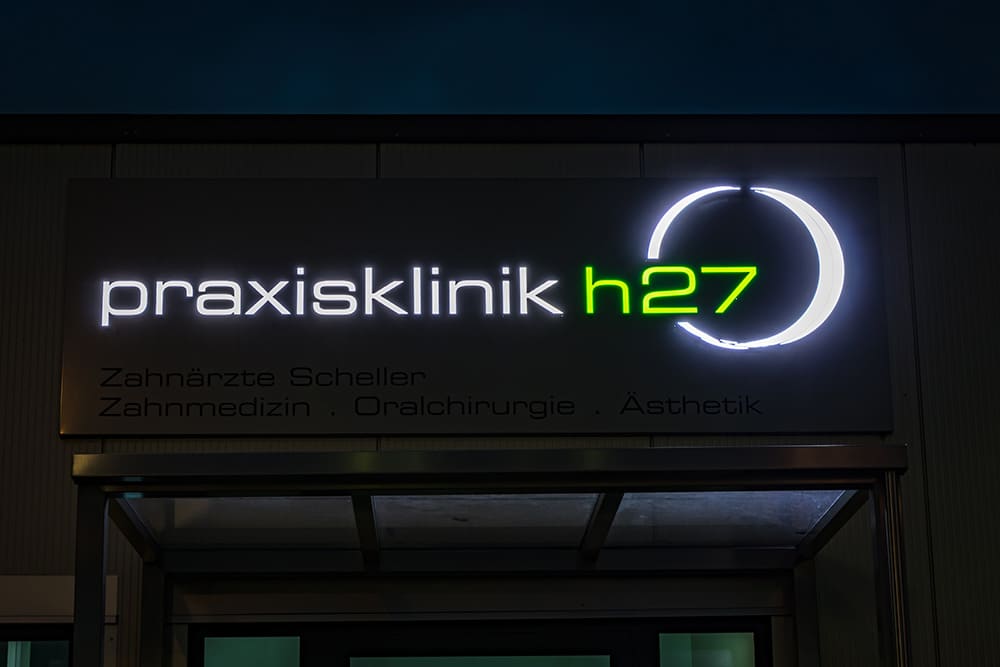 praxisklinik h27
Zahnärzte Scheller
Zahnmedizin . Oralchirurgie . Ästhetik